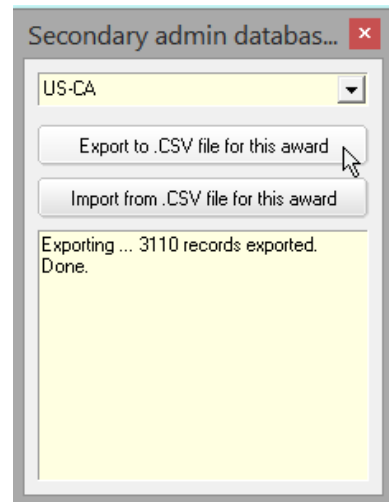 Secondary admin databas...
US-CA
Export to .CSV file for this award
Import from .CSV file for this award
Exporting ... 3110 records exported.
Done.